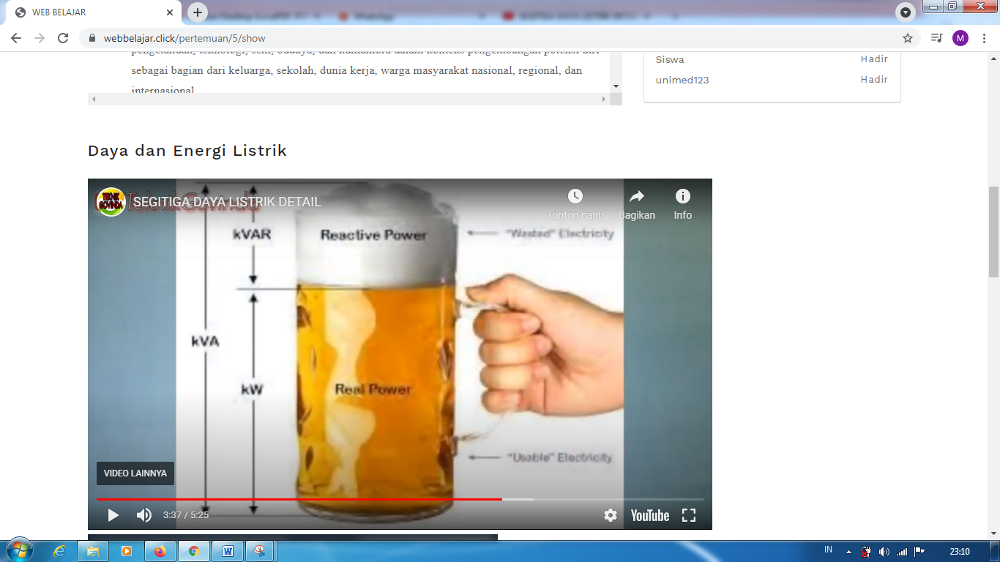 WEB BELAJAR
webbelajar.click/pertemuan/5/show
M
sebagai bagian dari keluarga, sekolah, dunia kerja, warga masyarakat nasional, regional, dan
internasional
Siswa Hadir
unimed123 Hadir
Daya dan Energi Listrik
TEKNIK GOVINDA
SEGITIGA DAYA LISTRIK DETAIL
Tonton nanti Bagikan Info
kVAR Reactive Power "Wasted" Electricity
kVA
kW Real Power
"Usable" Electricity
VIDEO LAINNYA
3:37 / 5:25
YouTube
IN
23:10